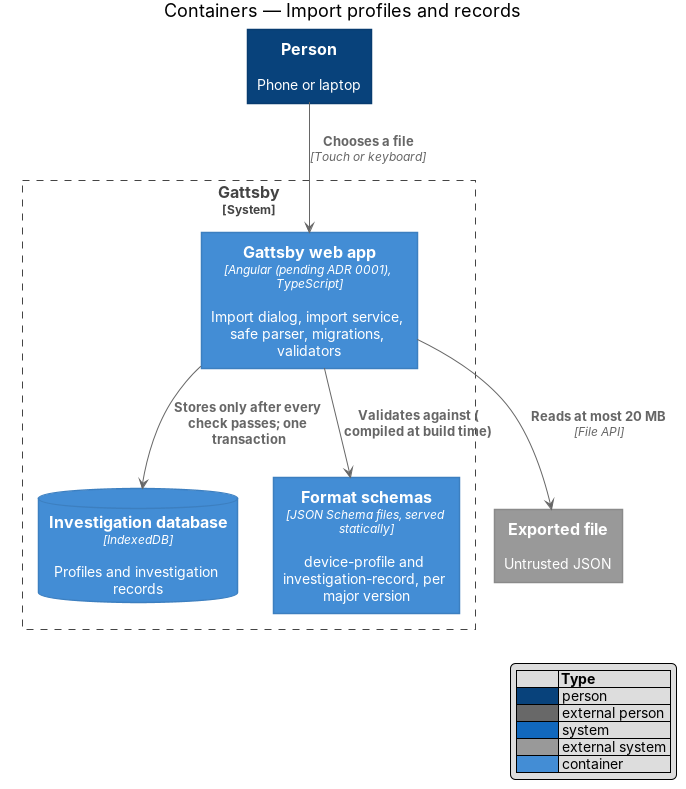 Containers — Import profiles and records
Person
Phone or laptop
Chooses a file
[Touch or keyboard]
Gattsby
[System]
Gattsby web app
[Angular (pending ADR 0001),
TypeScript]
Import dialog, import service,
safe parser, migrations,
validators
Stores only after every
check passes; one
transaction
Validates against (
compiled at build time)
Reads at most 20 MB
[File API]
Investigation database
[IndexedDB]
Profiles and investigation
records
Format schemas
[JSON Schema files, served
statically]
device-profile and
investigation-record, per
major version
Exported file
Untrusted JSON
Type
person
external person
system
external system
container